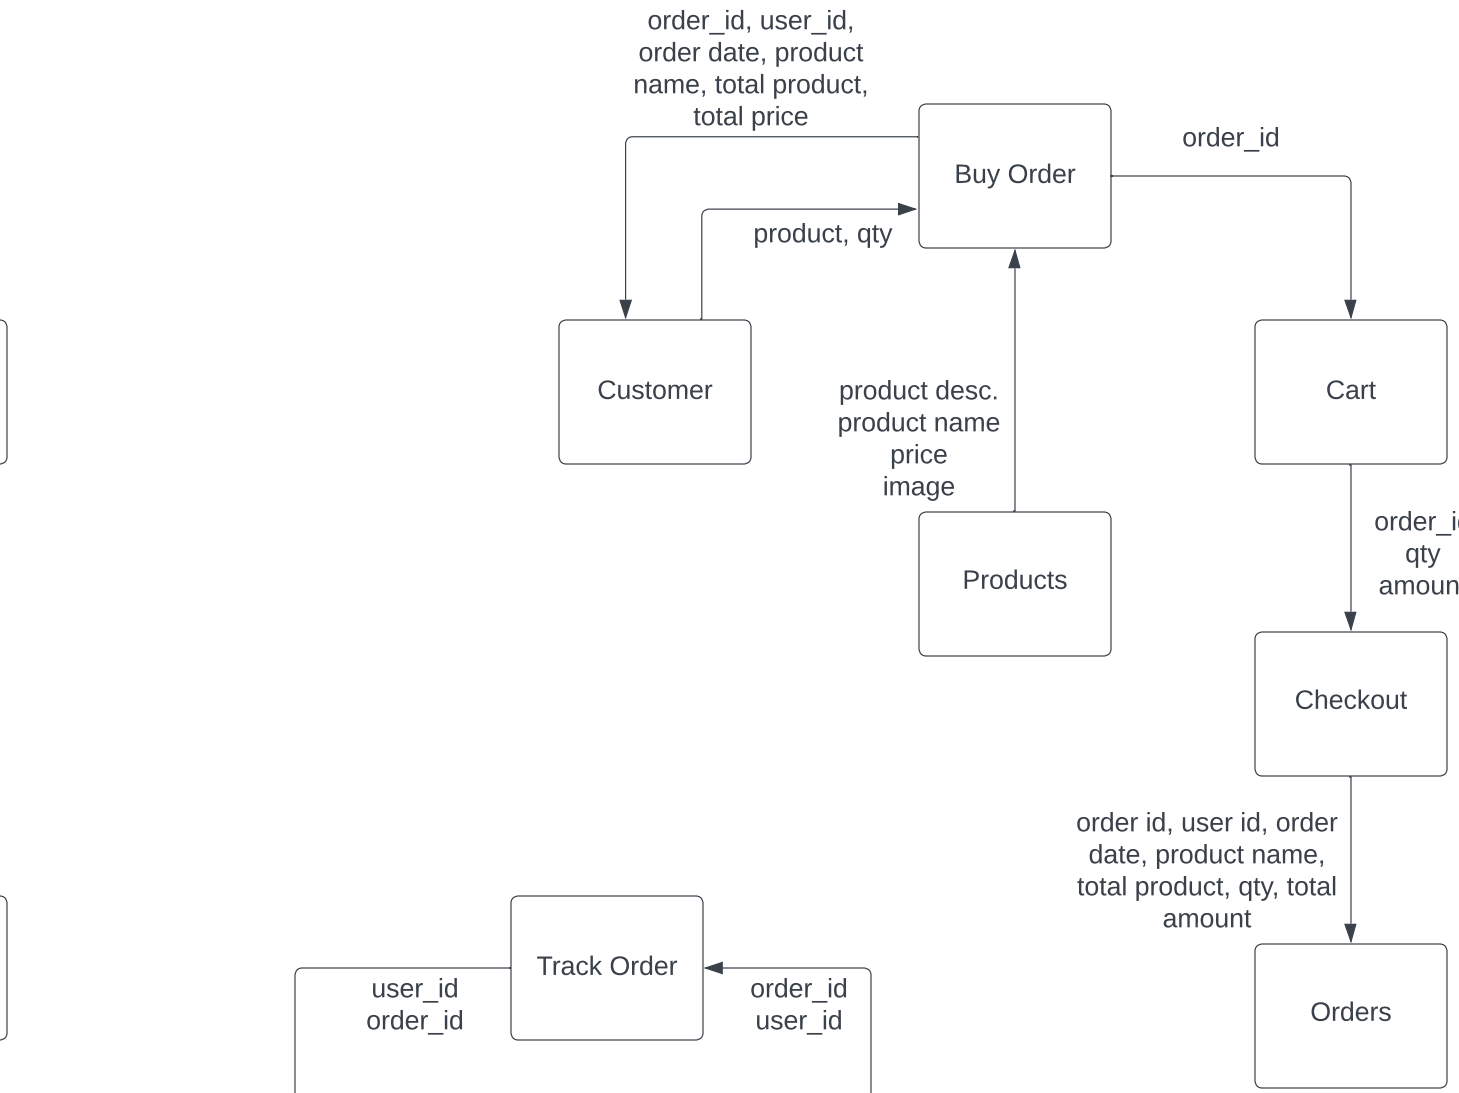 order_id, user_id,
order date, product
name, total product,
total price
Buy Order
order_id
product, qty
Customer
product desc.
product name
price
image
Cart
Products
qty
Checkout
order id, user id, order
date, product name,
total product, qty, total
amount
Track Order
user_id
order_id
order_id
user_id
Orders